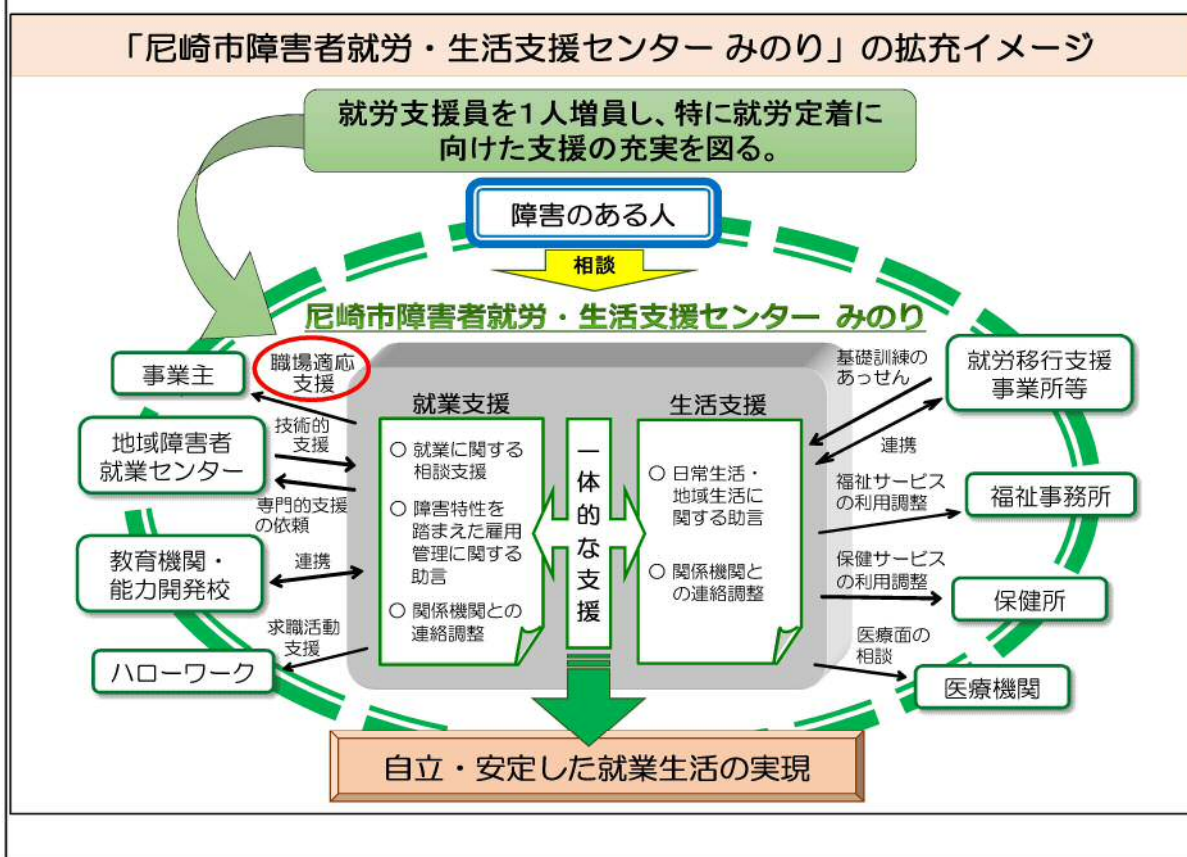 「尼崎市障害者就労・生活支援センター みのり」の拡充イメージ
就労支援員を1人増員し、特に就労定着に
向けた支援の充実を図る。
障害のある人
相談
尼崎市障害者就労・生活支援センター みのり
事業主
職場適応
支援
地域障害者
就業センター
技術的
支援
専門的支援
の依頼
教育機関・
能力開発校
連携
求職活動
支援
ハローワーク
就業支援
○ 就業に関する
相談支援
○ 障害特性を
踏まえた雇用
管理に関する
助言
○ 関係機関との
連絡調整
一体的な支援
生活支援
○ 日常生活・
地域生活に
関する助言
○ 関係機関と
の連絡調整
基礎訓練の
あっせん
就労移行支援
事業所等
連携
福祉サービス
の利用調整
福祉事務所
保健サービス
の利用調整
保健所
医療面の
相談
医療機関
自立・安定した就業生活の実現